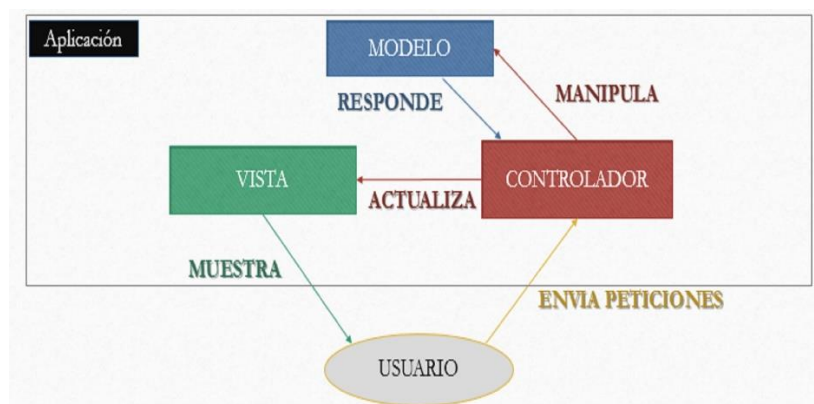 Aplicación
MODELO
RESPONDE
MANIPULA
VISTA
CONTROLADOR
ACTUALIZA
MUESTRA
ENVIA PETICIONES
USUARIO